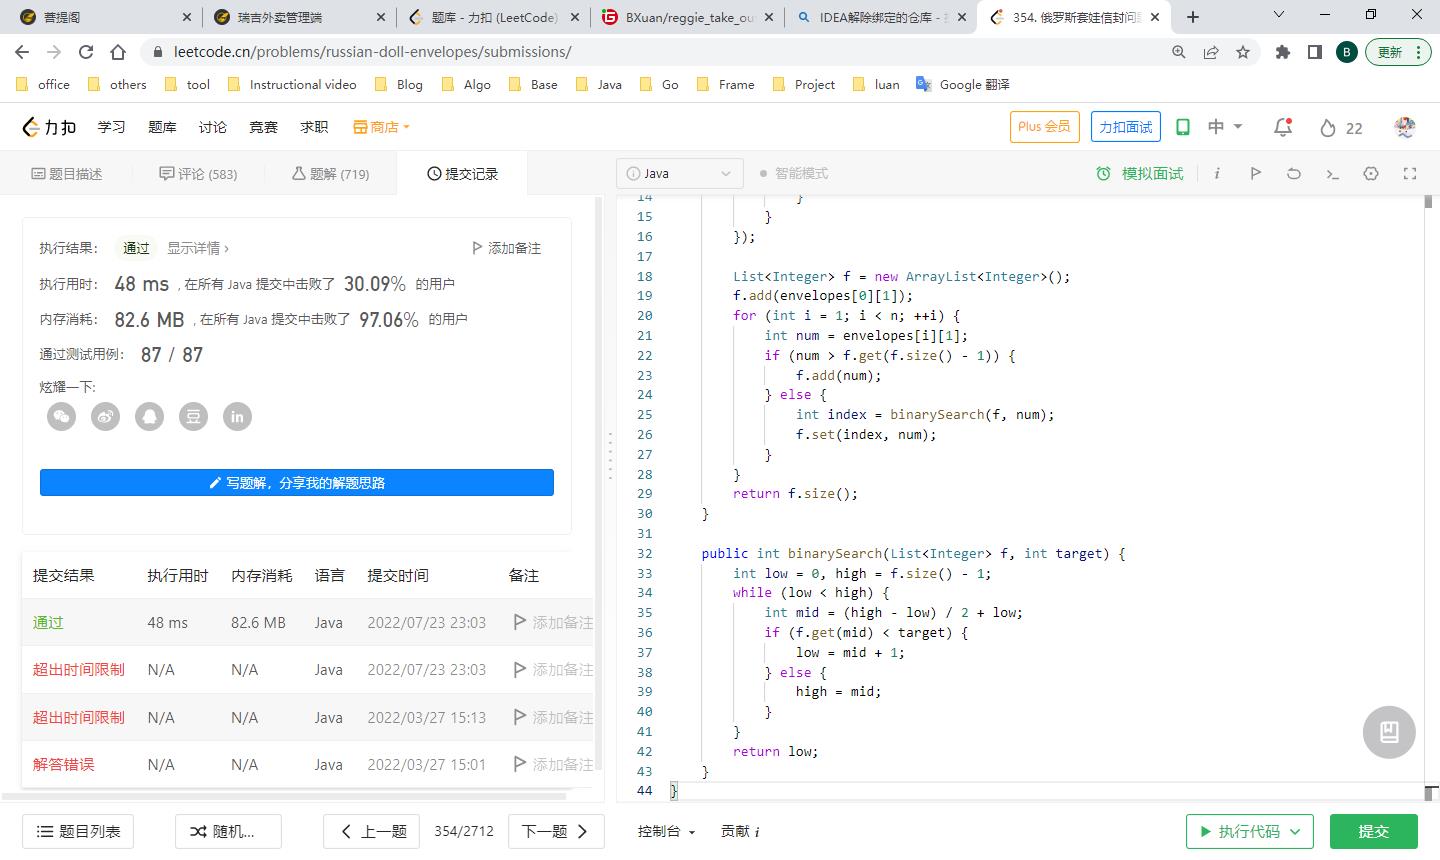 菩提阁
瑞吉外卖管理端
题库 - 力扣 (LeetCode)
BXuan/reggie_take_ou
IDEA解除绑定的仓库 -
354. 俄罗斯套娃信封问题
leetcode.cn/problems/russian-doll-envelopes/submissions/
B
更新
office
others
tool
Instructional video
Blog
Algo
Base
Java
Go
Frame
Project
luan
Google 翻译
力扣
学习
题库
讨论
竞赛
求职
商店
Plus 会员
力扣面试
中
22
题目描述
评论 (583)
题解 (719)
提交记录
Java
智能模式
模拟面试
执行结果：
通过
显示详情 ›
添加备注
执行用时： 48 ms , 在所有 Java 提交中击败了 30.09% 的用户
内存消耗： 82.6 MB , 在所有 Java 提交中击败了 97.06% 的用户
通过测试用例： 87 / 87
炫耀一下:
豆
in
写题解，分享我的解题思路
提交结果 执行用时 内存消耗 语言 提交时间 备注
通过 48 ms 82.6 MB Java 2022/07/23 23:03 添加备注
超出时间限制 N/A N/A Java 2022/07/23 23:03 添加备注
超出时间限制 N/A N/A Java 2022/03/27 15:13 添加备注
解答错误 N/A N/A Java 2022/03/27 15:01 添加备注
14 }
15 }
16 });
17
18 List<Integer> f = new ArrayList<Integer>();
19 f.add(envelopes[0][1]);
20 for (int i = 1; i < n; ++i) {
21 int num = envelopes[i][1];
22 if (num > f.get(f.size() - 1)) {
23 f.add(num);
24 } else {
25 int index = binarySearch(f, num);
26 f.set(index, num);
27 }
28 }
29 return f.size();
30 }
31
32 public int binarySearch(List<Integer> f, int target) {
33 int low = 0, high = f.size() - 1;
34 while (low < high) {
35 int mid = (high - low) / 2 + low;
36 if (f.get(mid) < target) {
37 low = mid + 1;
38 } else {
39 high = mid;
40 }
41 }
42 return low;
43 }
44 }
题目列表
随机...
上一题
354/2712
下一题
控制台
贡献 i
执行代码
提交